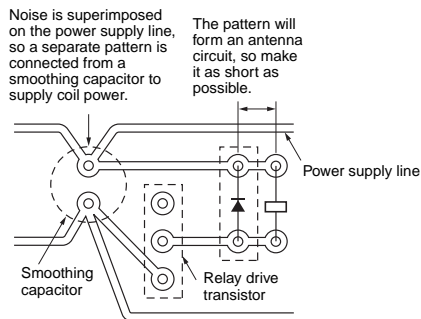 Noise is superimposed
on the power supply line,
so a separate pattern is
connected from a
smoothing capacitor to
supply coil power.
The pattern will
form an antenna
circuit, so make
it as short as
possible.
Power supply line
Smoothing
capacitor
Relay drive
transistor